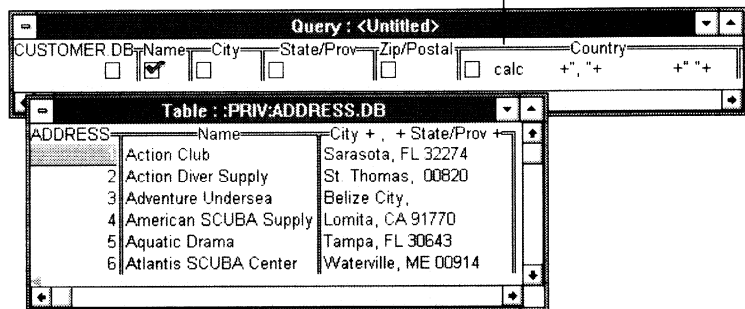 Query : <Untitled>
CUSTOMER.DB Name City State/Prov Zip/Postal Country
calc +", "+ +" "+
Table : :PRIV:ADDRESS.DB
ADDRESS Name City + , + State/Prov +
1 Action Club Sarasota, FL 32274
2 Action Diver Supply St. Thomas, 00820
3 Adventure Undersea Belize City,
4 American SCUBA Supply Lomita, CA 91770
5 Aquatic Drama Tampa, FL 30643
6 Atlantis SCUBA Center Waterville, ME 00914